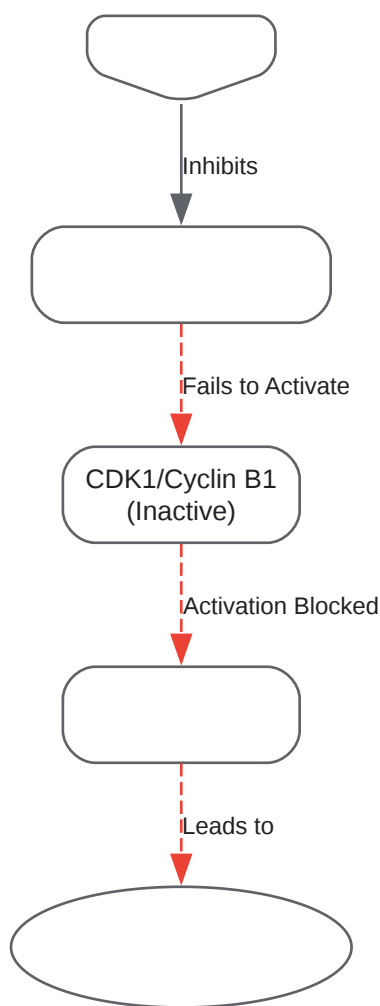 Inhibits
Fails to Activate
CDK1/Cyclin B1
(Inactive)
Activation Blocked
Leads to